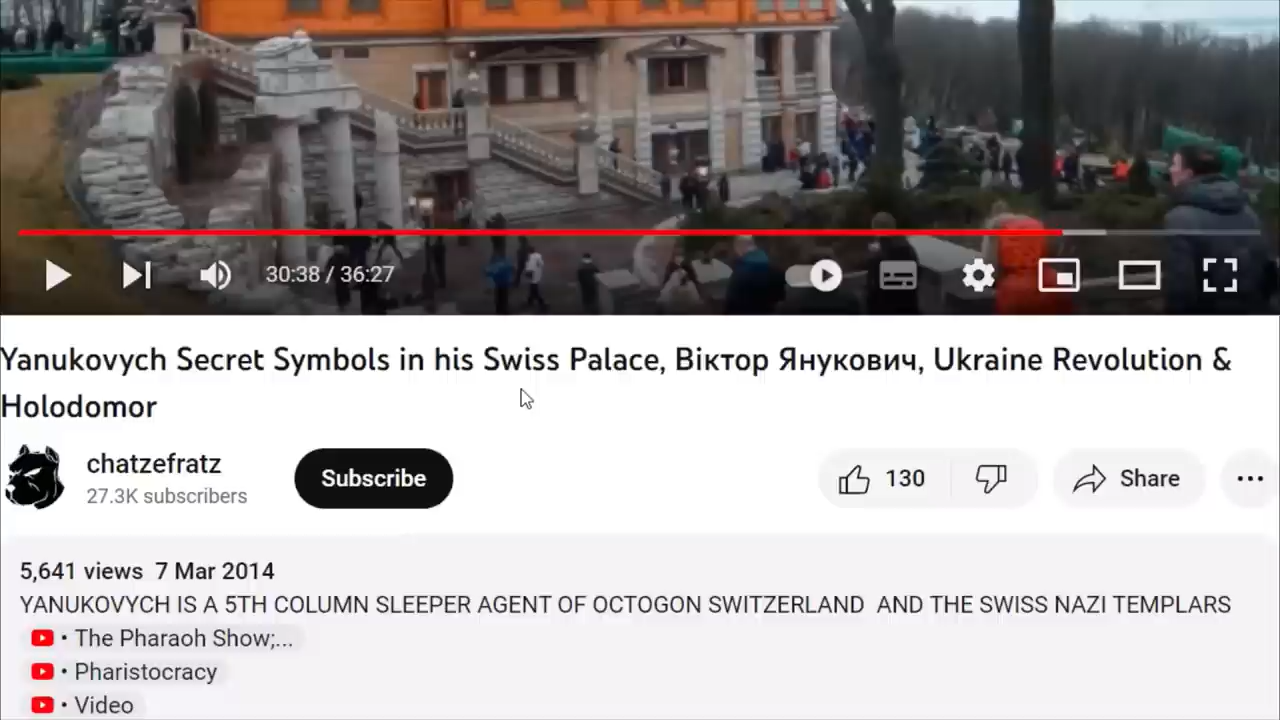 30:38 / 36:27
Yanukovych Secret Symbols in his Swiss Palace, Віктор Янукович, Ukraine Revolution &
Holodomor
chatzefratz
27.3K subscribers
Subscribe
130
Share
5,641 views 7 Mar 2014
YANUKOVYCH IS A 5TH COLUMN SLEEPER AGENT OF OCTOGON SWITZERLAND AND THE SWISS NAZI TEMPLARS
• The Pharaoh Show;...
• Pharistocracy
• Video